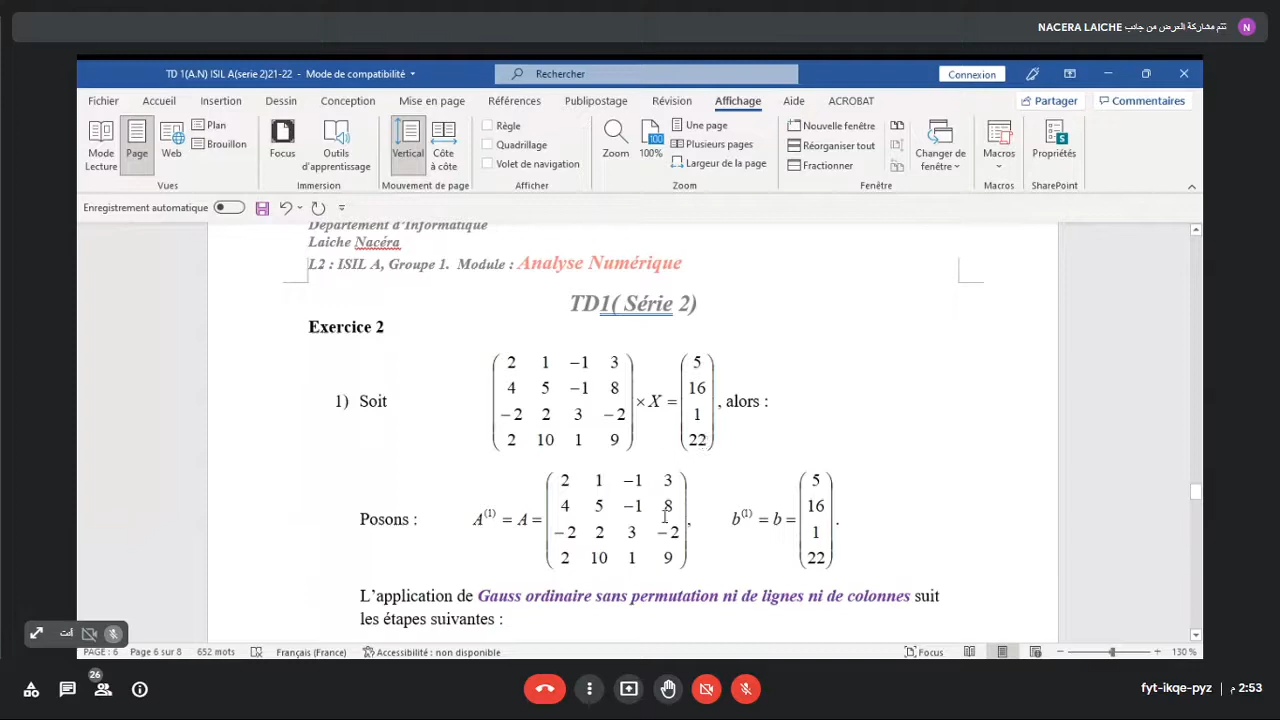 تتم مشاركة العرض من جانب NACERA LAICHE N
TD 1(A.N) ISIL A(serie 2)21-22 - Mode de compatibilité
Rechercher
Connexion
Fichier Accueil Insertion Dessin Conception Mise en page Références Publipostage Révision Affichage Aide ACROBAT Partager Commentaires
Mode Lecture Page Web Plan Brouillon
Focus Outils d'apprentissage
Vertical Côte à côte
Règle Quadrillage Volet de navigation
Zoom 100 100% Une page Plusieurs pages Largeur de la page
Nouvelle fenêtre Réorganiser tout Fractionner Changer de fenêtre
Macros Propriétés
Vues Immersion Mouvement de page Afficher Zoom Fenêtre Macros SharePoint
Enregistrement automatique
Département d'Informatique
Laiche Nacéra
L2 : ISIL A, Groupe 1. Module : Analyse Numérique
TD1( Série 2)
Exercice 2
2 1 −1 3 5
4 5 −1 8 16
1) Soit × X = , alors :
−2 2 3 −2 1
2 10 1 9 22
2 1 −1 3 5
4 5 −1 8 16
Posons : A(1) = A = , b(1) = b = .
−2 2 3 −2 1
2 10 1 9 22
L'application de Gauss ordinaire sans permutation ni de lignes ni de colonnes suit
les étapes suivantes :
أنت
PAGE : 6 Page 6 sur 8 652 mots Français (France) Accessibilité : non disponible Focus 130 %
26
fyt-ikqe-pyz | 2:53 م